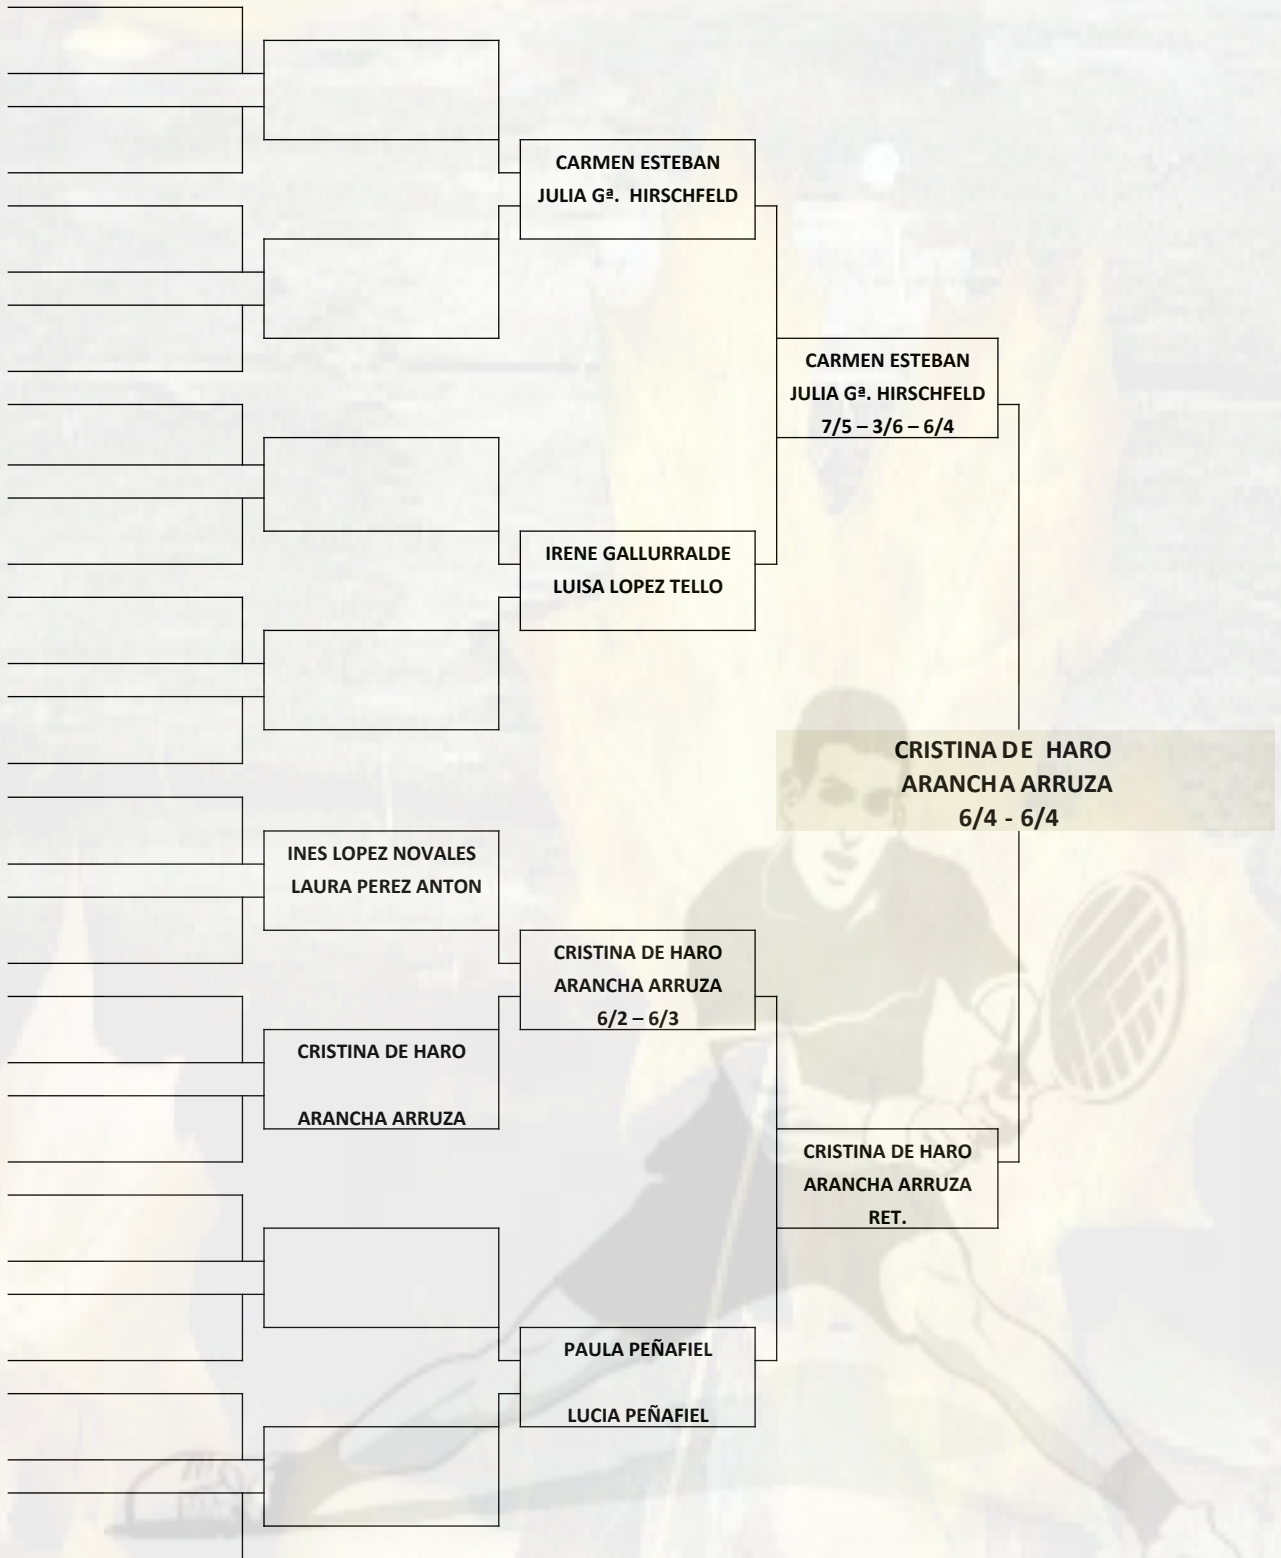 CARMEN ESTEBAN
JULIA Gª. HIRSCHFELD
CARMEN ESTEBAN
JULIA Gª. HIRSCHFELD
7/5 – 3/6 – 6/4
IRENE GALLURRALDE
LUISA LOPEZ TELLO
CRISTINA DE HARO
ARANCHA ARRUZA
6/4 - 6/4
INES LOPEZ NOVALES
LAURA PEREZ ANTON
CRISTINA DE HARO
ARANCHA ARRUZA
6/2 – 6/3
CRISTINA DE HARO
ARANCHA ARRUZA
CRISTINA DE HARO
ARANCHA ARRUZA
RET.
PAULA PEÑAFIEL
LUCIA PEÑAFIEL